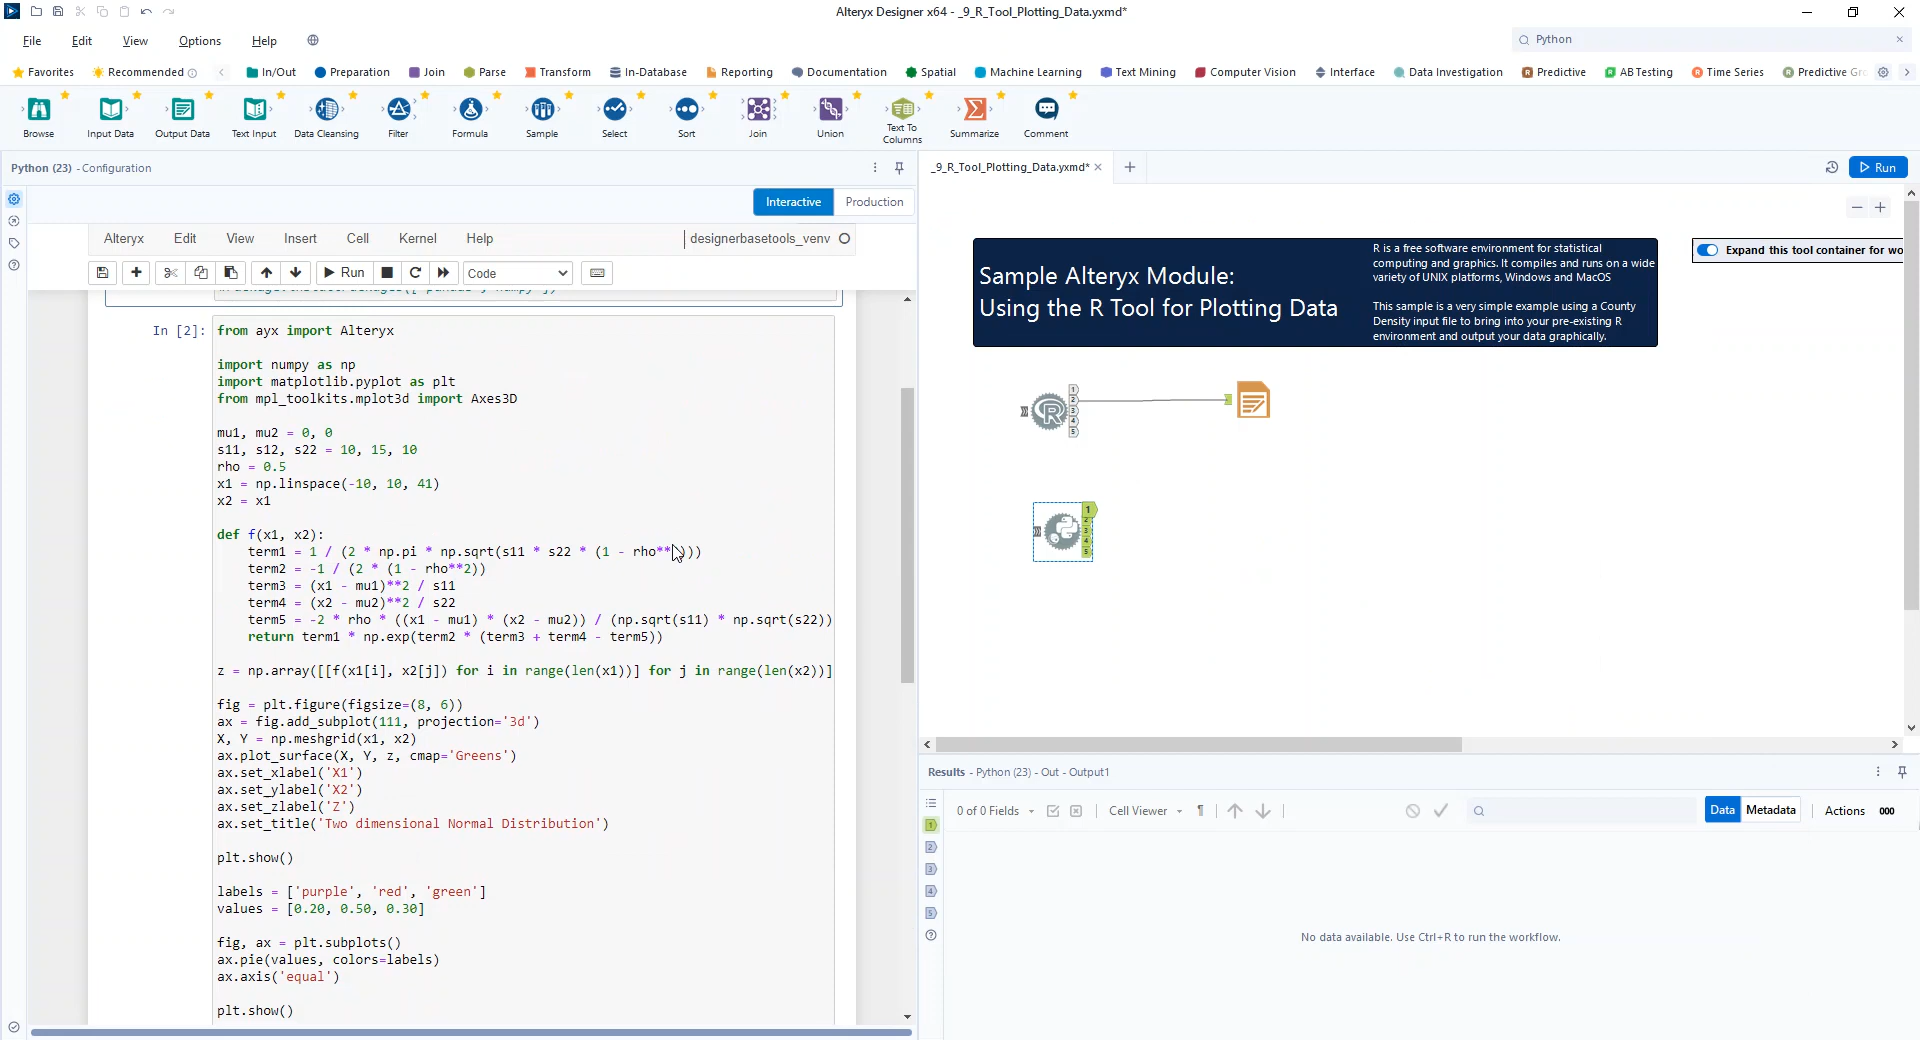 Alteryx Designer x64 - _9_R_Tool_Plotting_Data.yxmd*
File Edit View Options Help
Python
Favorites Recommended In/Out Preparation Join Parse Transform In-Database Reporting Documentation Spatial Machine Learning Text Mining Computer Vision Interface Data Investigation Predictive AB Testing Time Series Predictive Gr
Browse Input Data Output Data Text Input Data Cleansing Filter Formula Sample Select Sort Join Union Text To Columns Summarize Comment
Python (23) - Configuration
Interactive Production
Alteryx Edit View Insert Cell Kernel Help
designerbasetools_venv
Run
Code
In [2]:
from ayx import Alteryx
import numpy as np
import matplotlib.pyplot as plt
from mpl_toolkits.mplot3d import Axes3D
mu1, mu2 = 0, 0
s11, s12, s22 = 10, 15, 10
rho = 0.5
x1 = np.linspace(-10, 10, 41)
x2 = x1
def f(x1, x2):
term1 = 1 / (2 * np.pi * np.sqrt(s11 * s22 * (1 - rho** )))
term2 = -1 / (2 * (1 - rho**2))
term3 = (x1 - mu1)**2 / s11
term4 = (x2 - mu2)**2 / s22
term5 = -2 * rho * ((x1 - mu1) * (x2 - mu2)) / (np.sqrt(s11) * np.sqrt(s22))
return term1 * np.exp(term2 * (term3 + term4 - term5))
z = np.array([[f(x1[i], x2[j]) for i in range(len(x1))] for j in range(len(x2))]
fig = plt.figure(figsize=(8, 6))
ax = fig.add_subplot(111, projection='3d')
X, Y = np.meshgrid(x1, x2)
ax.plot_surface(X, Y, z, cmap='Greens')
ax.set_xlabel('X1')
ax.set_ylabel('X2')
ax.set_zlabel('Z')
ax.set_title('Two dimensional Normal Distribution')
plt.show()
labels = ['purple', 'red', 'green']
values = [0.20, 0.50, 0.30]
fig, ax = plt.subplots()
ax.pie(values, colors=labels)
ax.axis('equal')
plt.show()
_9_R_Tool_Plotting_Data.yxmd*
Run
Sample Alteryx Module:
Using the R Tool for Plotting Data
R is a free software environment for statistical
computing and graphics. It compiles and runs on a wide
variety of UNIX platforms, Windows and MacOS
This sample is a very simple example using a County
Density input file to bring into your pre-existing R
environment and output your data graphically.
Expand this tool container for wo
1
2
3
4
5
R
1
2
3
4
5
Results - Python (23) - Out - Output1
0 of 0 Fields Cell Viewer Data Metadata Actions 000
1
2
3
4
5
No data available. Use Ctrl+R to run the workflow.